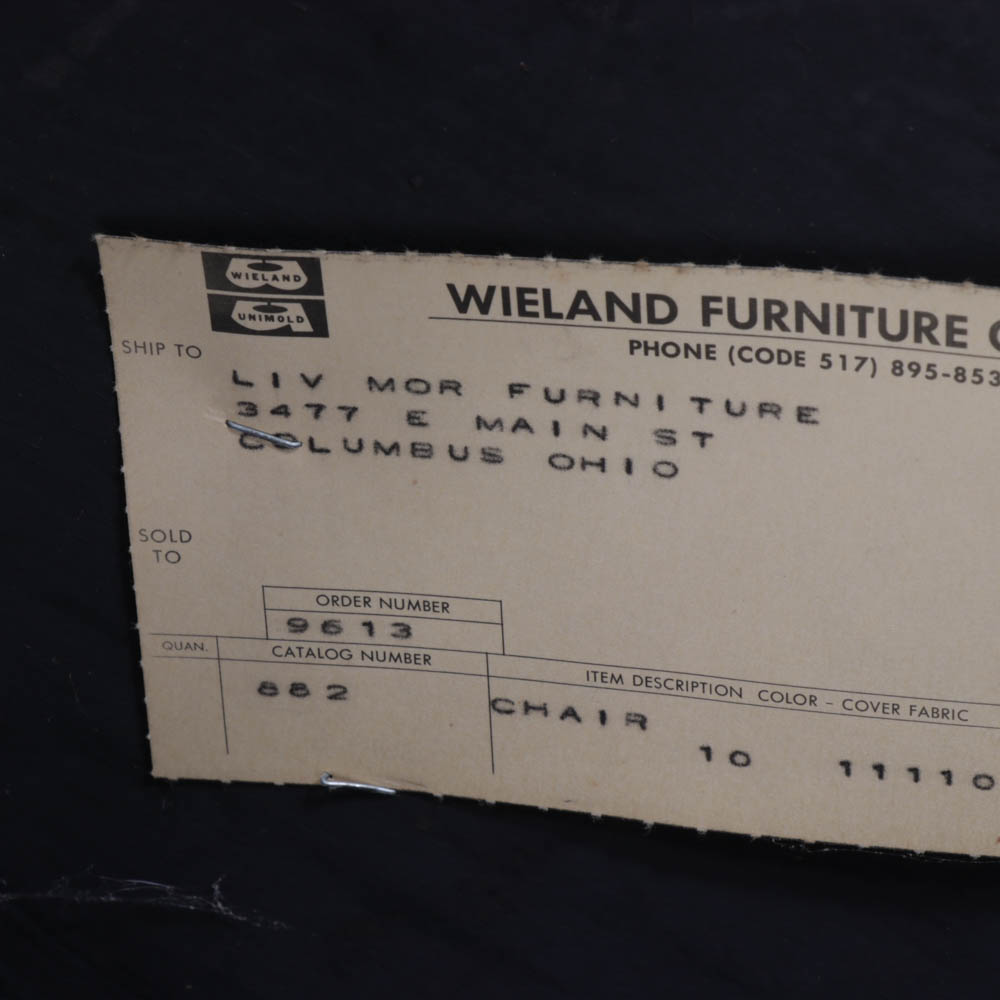 WIELAND
UNIMOLD
WIELAND FURNITURE
PHONE (CODE 517) 895-853
SHIP TO
LIV MOR FURNITURE
3477 E MAIN ST
COLUMBUS OHIO
SOLD
TO
ORDER NUMBER
9613
QUAN.
CATALOG NUMBER
ITEM DESCRIPTION COLOR - COVER FABRIC
882
CHAIR
10 11110